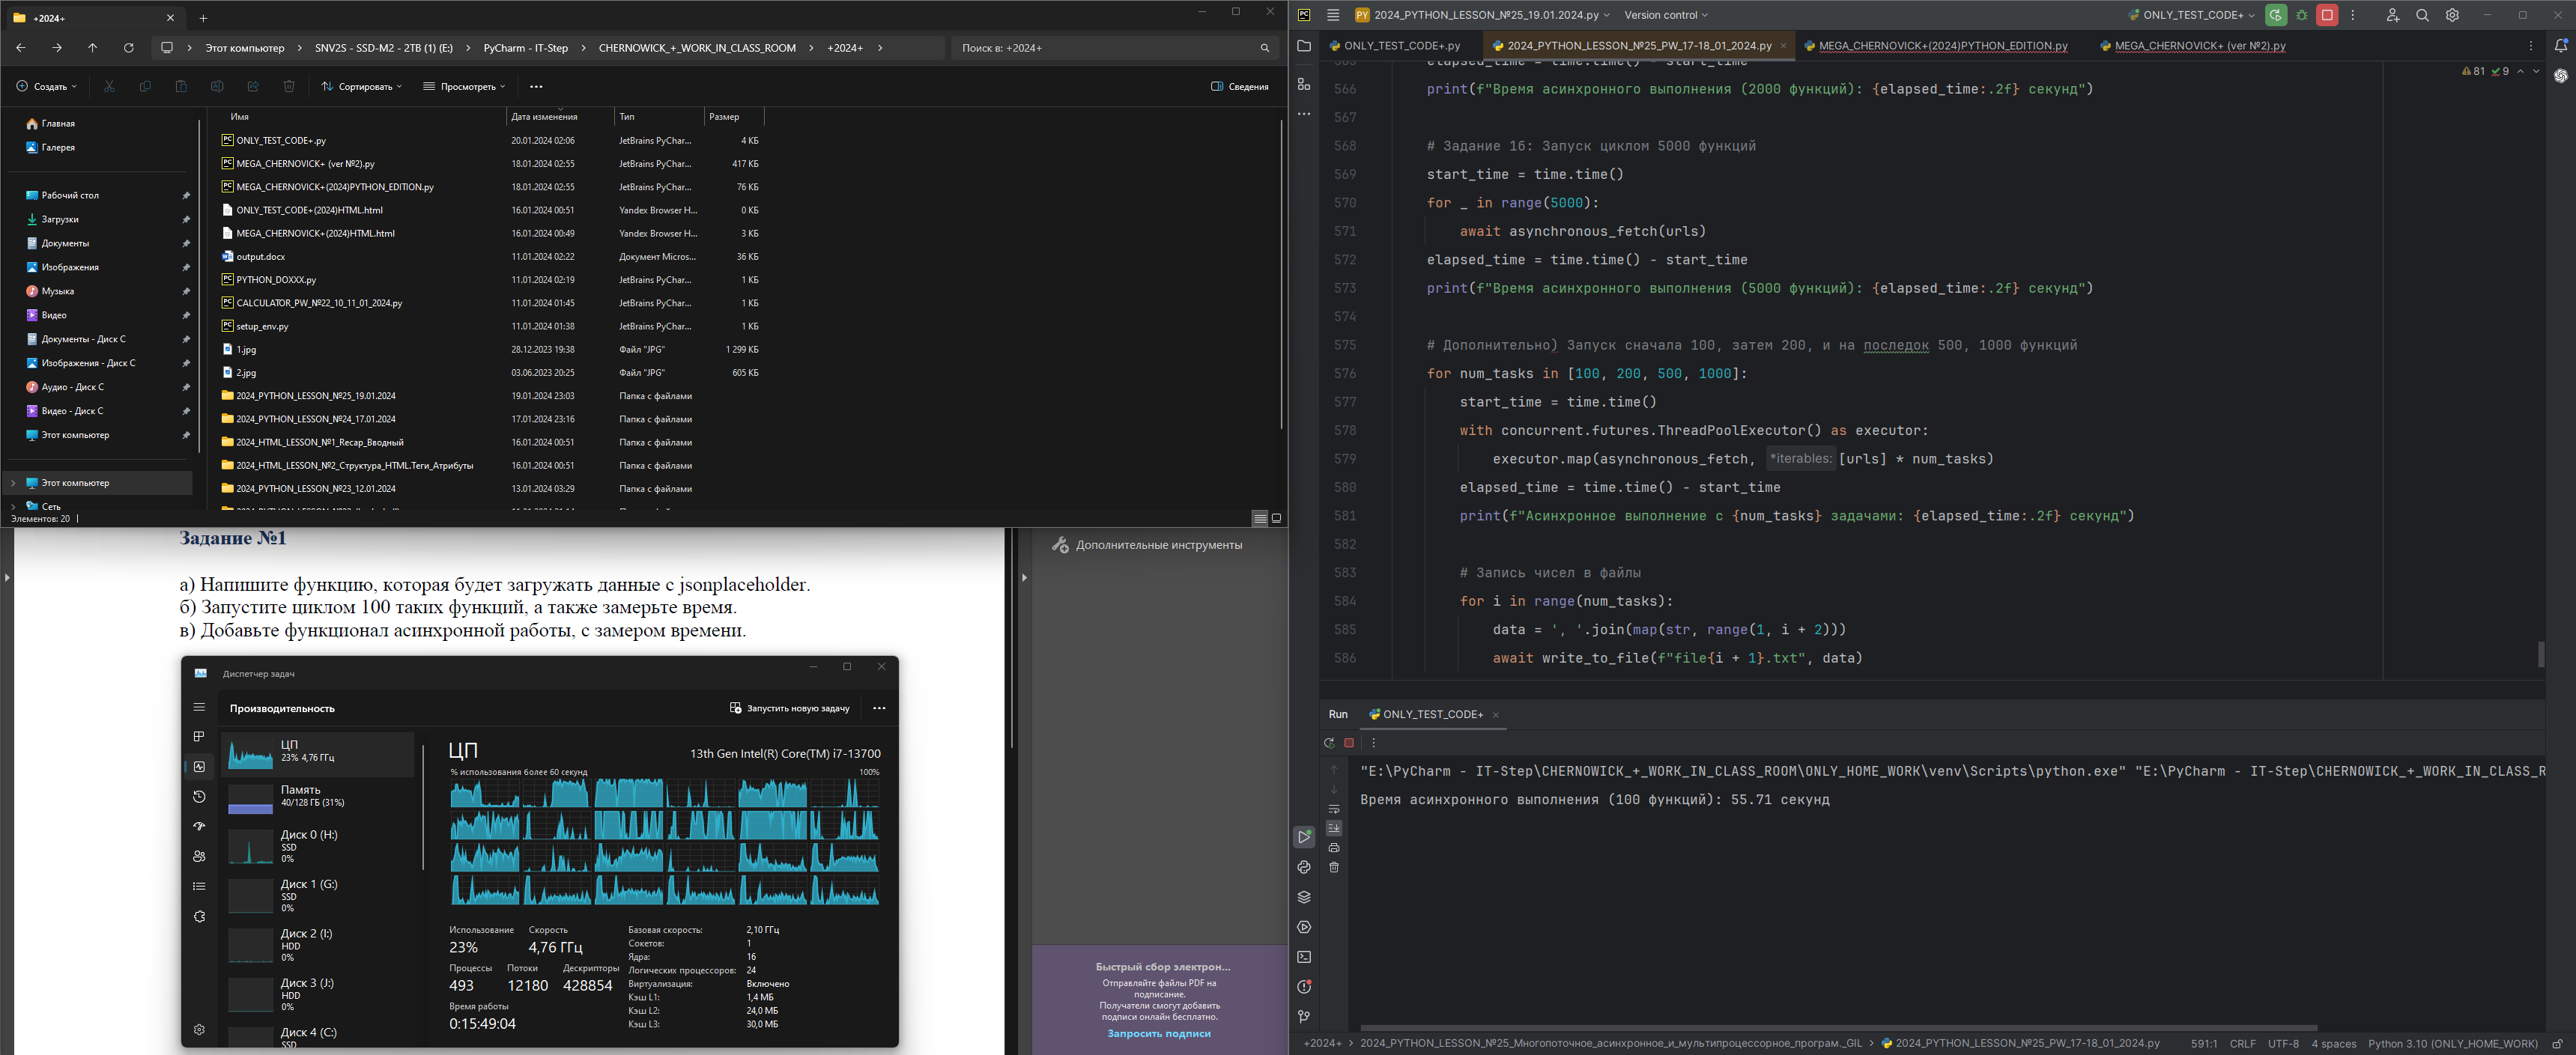 +2024+
Этот компьютер > SNV2S - SSD-M2 - 2TB (1) (E:) > PyCharm - IT-Step > CHERNOWICK_+_WORK_IN_CLASS_ROOM > +2024+ >
Поиск в: +2024+
Создать
Сортировать
Просмотреть
Сведения
Главная
Галерея
Рабочий стол
Загрузки
Документы
Изображения
Музыка
Видео
Документы - Диск С
Изображения - Диск С
Аудио - Диск С
Видео - Диск С
Этот компьютер
Этот компьютер
Сеть
Элементов: 20
Имя Дата изменения Тип Размер
ONLY_TEST_CODE+.py 20.01.2024 02:06 JetBrains PyChar... 4 КБ
MEGA_CHERNOVICK+ (ver №2).py 18.01.2024 02:55 JetBrains PyChar... 417 КБ
MEGA_CHERNOVICK+(2024)PYTHON_EDITION.py 18.01.2024 02:55 JetBrains PyChar... 76 КБ
ONLY_TEST_CODE+(2024)HTML.html 16.01.2024 00:51 Yandex Browser H... 0 КБ
MEGA_CHERNOVICK+(2024)HTML.html 16.01.2024 00:49 Yandex Browser H... 3 КБ
output.docx 11.01.2024 02:22 Документ Micros... 36 КБ
PYTHON_DOXXX.py 11.01.2024 02:19 JetBrains PyChar... 1 КБ
CALCULATOR_PW_№22_10_11_01_2024.py 11.01.2024 01:45 JetBrains PyChar... 1 КБ
setup_env.py 11.01.2024 01:38 JetBrains PyChar... 1 КБ
1.jpg 28.12.2023 19:38 Файл "JPG" 1 299 КБ
2.jpg 03.06.2023 20:25 Файл "JPG" 605 КБ
2024_PYTHON_LESSON_№25_19.01.2024 19.01.2024 23:03 Папка с файлами
2024_PYTHON_LESSON_№24_17.01.2024 17.01.2024 23:16 Папка с файлами
2024_HTML_LESSON_№1_Recap_Вводный 16.01.2024 00:51 Папка с файлами
2024_HTML_LESSON_№2_Структура_HTML.Теги_Атрибуты 16.01.2024 00:51 Папка с файлами
2024_PYTHON_LESSON_№23_12.01.2024 13.01.2024 03:29 Папка с файлами
Задание №1
а) Напишите функцию, которая будет загружать данные с jsonplaceholder.
б) Запустите циклом 100 таких функций, а также замерьте время.
в) Добавьте функционал асинхронной работы, с замером времени.
Дополнительные инструменты
Быстрый сбор электрон...
Отправляйте файлы PDF на
подписание.
Получатели смогут добавить
подписи онлайн бесплатно.
Запросить подписи
Диспетчер задач
Производительность
Запустить новую задачу
ЦП
23% 4,76 ГГц
Память
40/128 ГБ (31%)
Диск 0 (H:)
SSD
0%
Диск 1 (G:)
SSD
0%
Диск 2 (I:)
HDD
0%
Диск 3 (J:)
HDD
0%
Диск 4 (C:)
SSD
ЦП 13th Gen Intel(R) Core(TM) i7-13700
% использования более 60 секунд 100%
Использование Скорость
23% 4,76 ГГц
Процессы Потоки Дескрипторы
493 12180 428854
Время работы
0:15:49:04
Базовая скорость: 2,10 ГГц
Сокетов: 1
Ядра: 16
Логических процессоров: 24
Виртуализация: Включено
Кэш L1: 1,4 МБ
Кэш L2: 24,0 МБ
Кэш L3: 30,0 МБ
PC
PY 2024_PYTHON_LESSON_№25_19.01.2024.py
Version control
ONLY_TEST_CODE+
ONLY_TEST_CODE+.py
2024_PYTHON_LESSON_№25_PW_17-18_01_2024.py
MEGA_CHERNOVICK+(2024)PYTHON_EDITION.py
MEGA_CHERNOVICK+ (ver №2).py
81 9
565 elapsed_time = time.time() - start_time
566 print(f"Время асинхронного выполнения (2000 функций): {elapsed_time:.2f} секунд")
567
568 # Задание 1б: Запуск циклом 5000 функций
569 start_time = time.time()
570 for _ in range(5000):
571 await asynchronous_fetch(urls)
572 elapsed_time = time.time() - start_time
573 print(f"Время асинхронного выполнения (5000 функций): {elapsed_time:.2f} секунд")
574
575 # Дополнительно) Запуск сначала 100, затем 200, и на последок 500, 1000 функций
576 for num_tasks in [100, 200, 500, 1000]:
577 start_time = time.time()
578 with concurrent.futures.ThreadPoolExecutor() as executor:
579 executor.map(asynchronous_fetch, *iterables: [urls] * num_tasks)
580 elapsed_time = time.time() - start_time
581 print(f"Асинхронное выполнение с {num_tasks} задачами: {elapsed_time:.2f} секунд")
582
583 # Запись чисел в файлы
584 for i in range(num_tasks):
585 data = ', '.join(map(str, range(1, i + 2)))
586 await write_to_file(f"file{i + 1}.txt", data)
Run ONLY_TEST_CODE+
"E:\PyCharm - IT-Step\CHERNOWICK_+_WORK_IN_CLASS_ROOM\ONLY_HOME_WORK\venv\Scripts\python.exe" "E:\PyCharm - IT-Step\CHERNOWICK_+_WORK_IN_CLASS_R
Время асинхронного выполнения (100 функций): 55.71 секунд
+2024+ > 2024_PYTHON_LESSON_№25_Многопоточное_асинхронное_и_мультипроцессорное_програм._GIL > 2024_PYTHON_LESSON_№25_PW_17-18_01_2024.py
591:1 CRLF UTF-8 4 spaces Python 3.10 (ONLY_HOME_WORK)